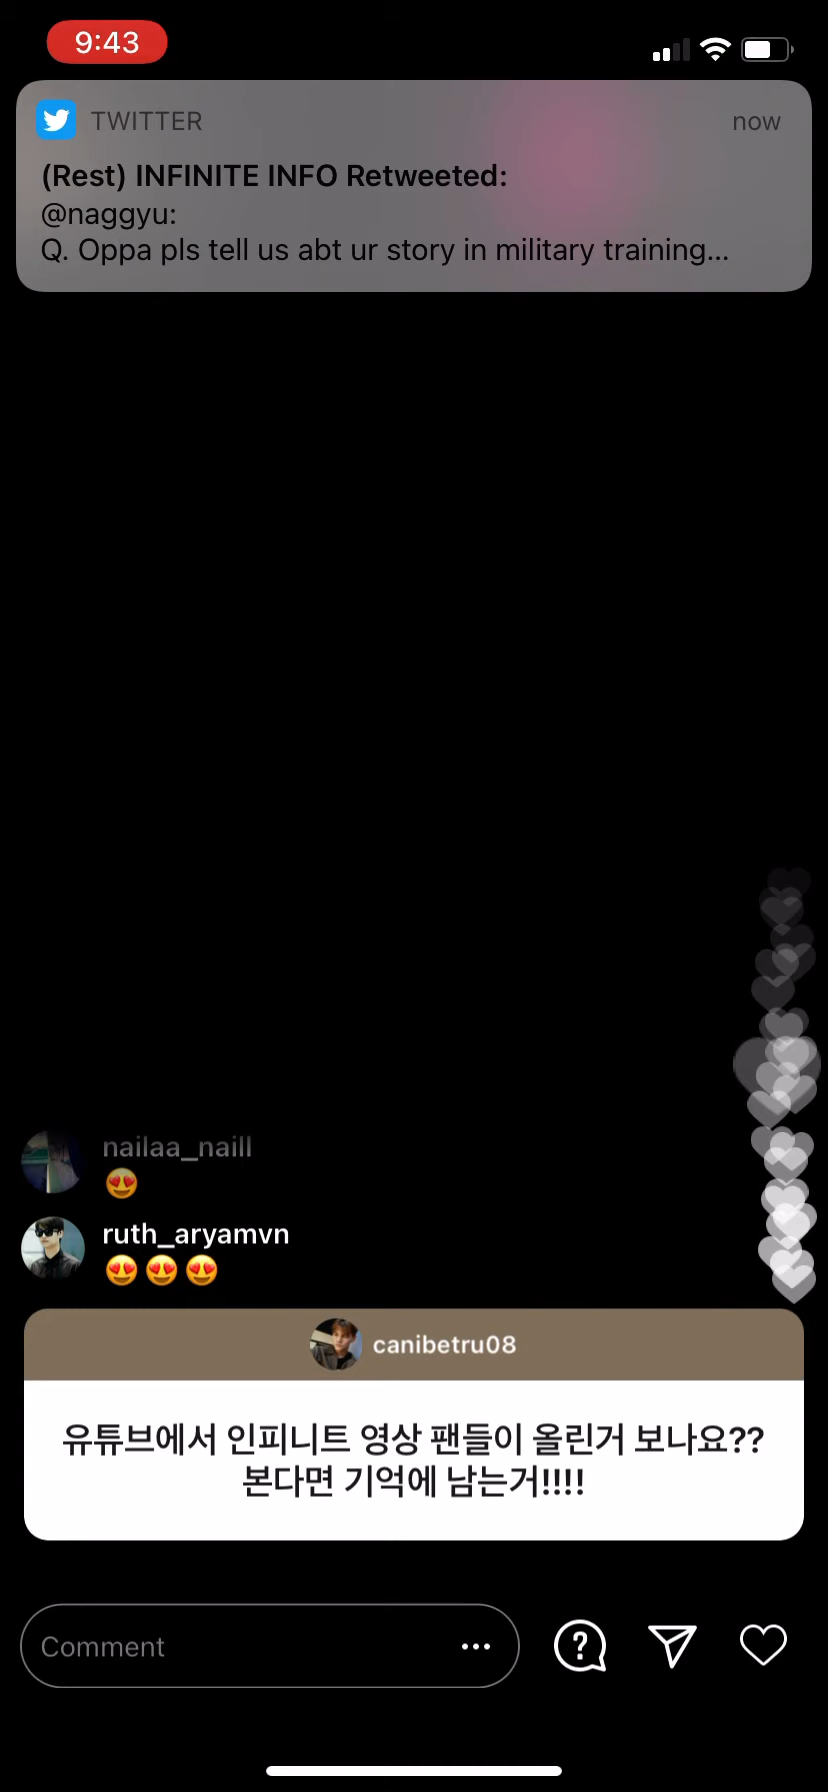 9:43
TWITTER
now
(Rest) INFINITE INFO Retweeted:
@naggyu:
Q. Oppa pls tell us abt ur story in military training...
nailaa_naill
😍
ruth_aryamvn
😍😍😍
canibetru08
유튜브에서 인피니트 영상 팬들이 올린거 보나요??
본다면 기억에 남는거!!!!
Comment